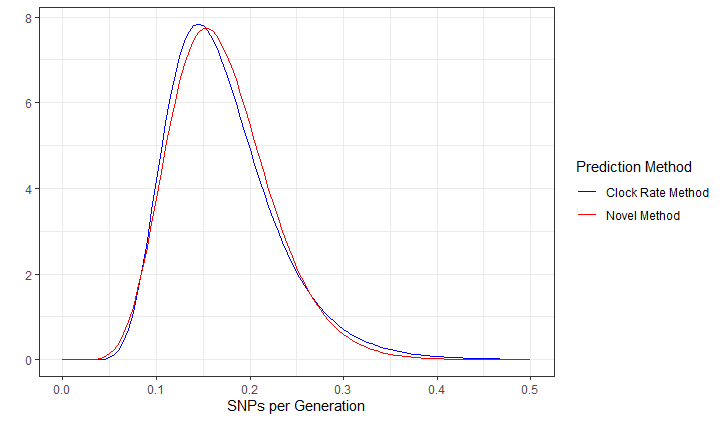 8
6
4
2
0
0.0 0.1 0.2 0.3 0.4 0.5
SNPs per Generation
Prediction Method
Clock Rate Method
Novel Method